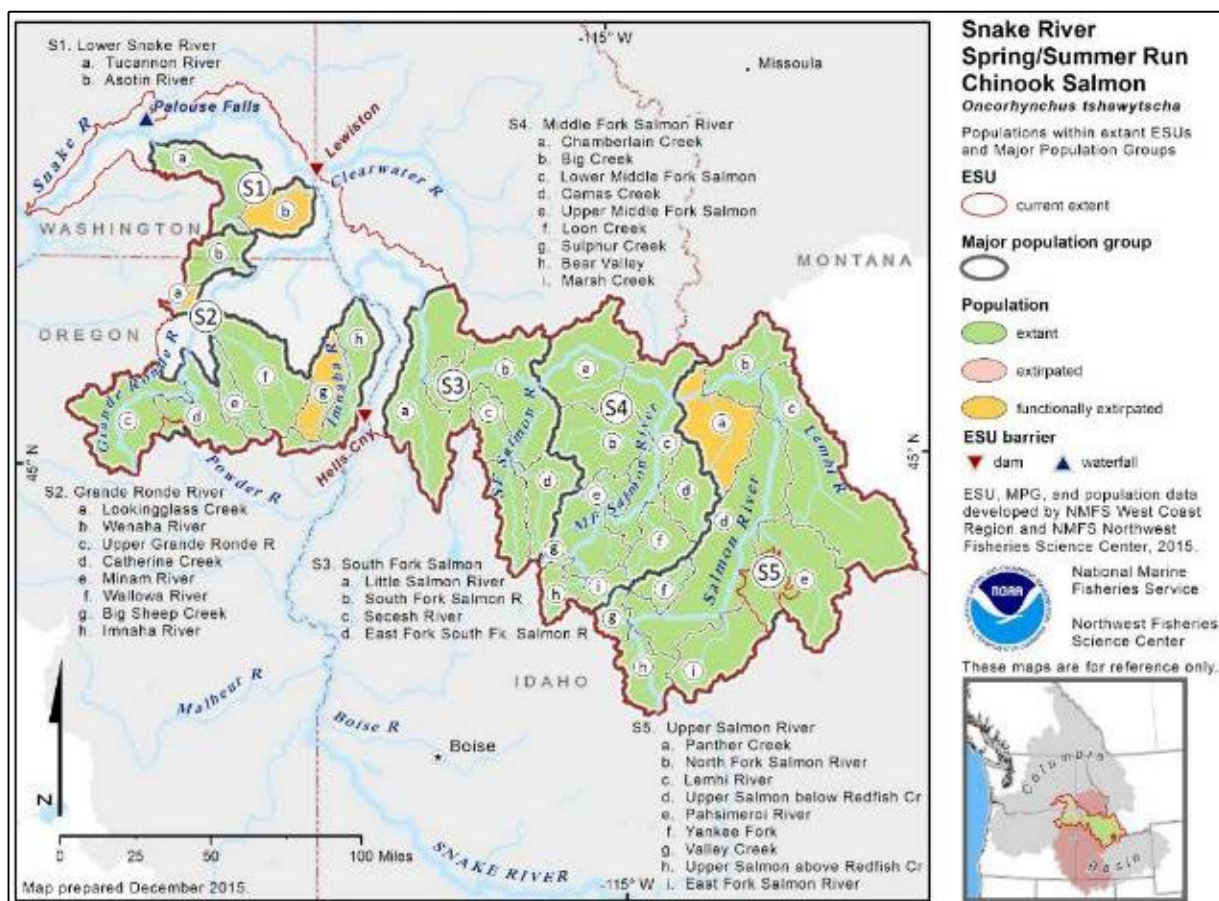 S1. Lower Snake River
a. Tucannon River
b. Asotin River
Palouse Falls
Snake R
Lewiston
Clearwater R
-115° W
Missoula
S4. Middle Fork Salmon River
a. Chamberlain Creek
b. Big Creek
c. Lower Middle Fork Salmon
d. Camas Creek
e. Upper Middle Fork Salmon
f. Loon Creek
g. Sulphur Creek
h. Bear Valley
i. Marsh Creek
WASHINGTON
OREGON
MONTANA
IDAHO
a
S1
b
b
a
S2
Grande Ronde R
c
d
e
f
g
h
Imnaha R
Hells Cny
Powder R
45° N
45° N
a
S3
b
c
d
SF Salmon R
a
S4
b
c
d
e
f
g
h
i
MF Salmon River
a
b
c
d
S5
e
f
g
h
i
Salmon River
Lemhi R
S2. Grande Ronde River
a. Lookingglass Creek
b. Wenaha River
c. Upper Grande Ronde R
d. Catherine Creek
e. Minam River
f. Wallowa River
g. Big Sheep Creek
h. Imnaha River
S3. South Fork Salmon
a. Little Salmon River
b. South Fork Salmon R
c. Secesh River
d. East Fork South Fk. Salmon R
Malheur R
Boise R
Boise
SNAKE RIVER
S5. Upper Salmon River
a. Panther Creek
b. North Fork Salmon River
c. Lemhi River
d. Upper Salmon below Redfish Cr
e. Pahsimeroi River
f. Yankee Fork
g. Valley Creek
h. Upper Salmon above Redfish Cr
i. East Fork Salmon River
-115° W
N
0 25 50 100 Miles
Map prepared December 2015.
Snake River
Spring/Summer Run
Chinook Salmon
Oncorhynchus tshawytscha
Populations within extant ESUs
and Major Population Groups
ESU
current extent
Major population group
Population
extant
extirpated
functionally extirpated
ESU barrier
dam
waterfall
ESU, MPG, and population data
developed by NMFS West Coast
Region and NMFS Northwest
Fisheries Science Center, 2015.
NOAA
National Marine
Fisheries Service
Northwest Fisheries
Science Center
These maps are for reference only.
Columbia
Basin